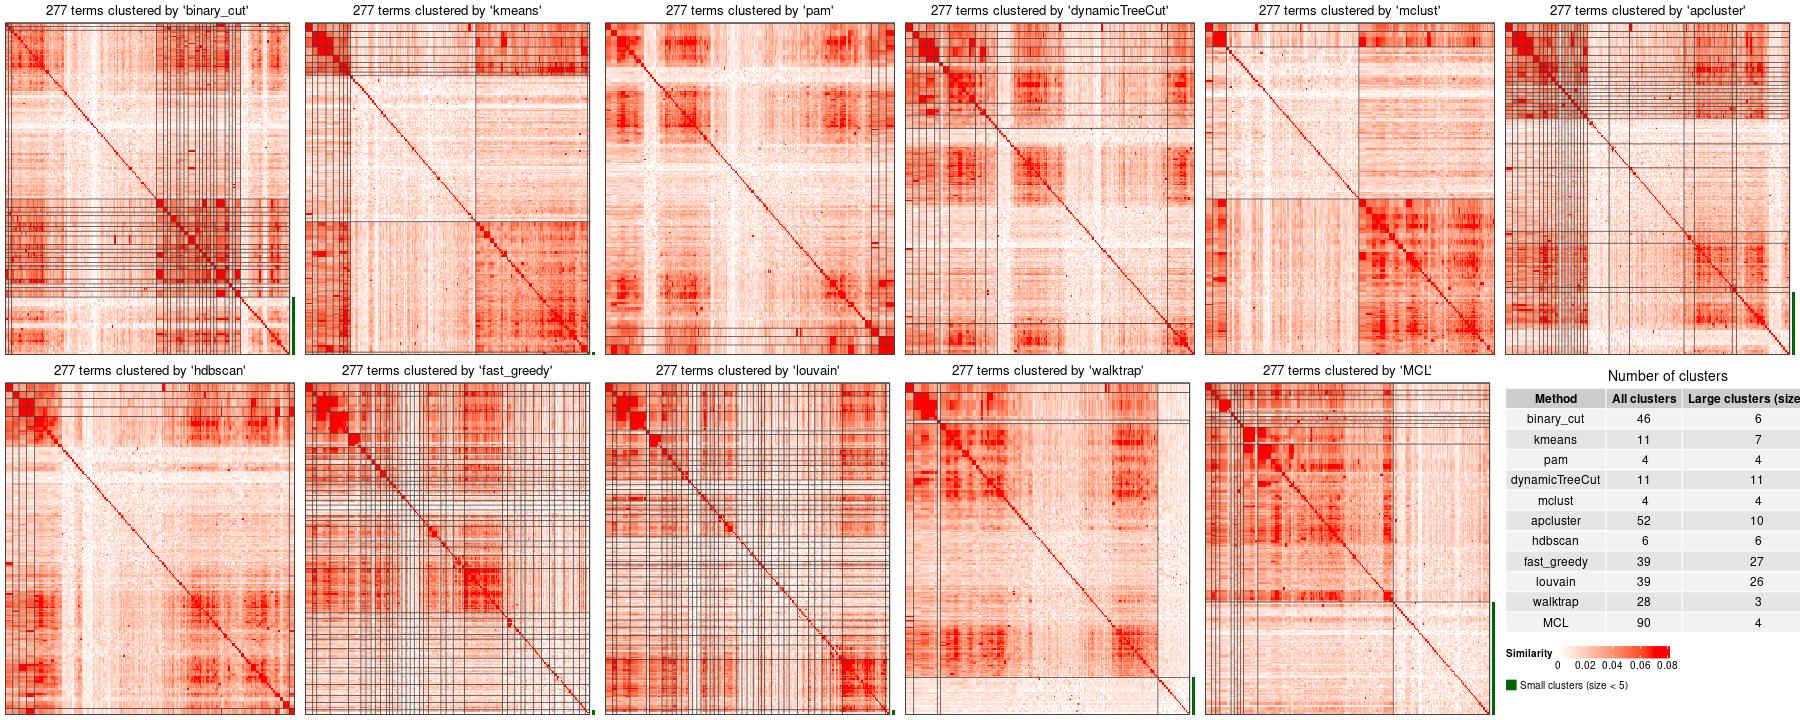 277 terms clustered by 'binary_cut'
277 terms clustered by 'kmeans'
277 terms clustered by 'pam'
277 terms clustered by 'dynamicTreeCut'
277 terms clustered by 'mclust'
277 terms clustered by 'apcluster'
277 terms clustered by 'hdbscan'
277 terms clustered by 'fast_greedy'
277 terms clustered by 'louvain'
277 terms clustered by 'walktrap'
277 terms clustered by 'MCL'
Number of clusters
Method All clusters Large clusters (size
binary_cut 46 6
kmeans 11 7
pam 4 4
dynamicTreeCut 11 11
mclust 4 4
apcluster 52 10
hdbscan 6 6
fast_greedy 39 27
louvain 39 26
walktrap 28 3
MCL 90 4
Similarity
0 0.02 0.04 0.06 0.08
Small clusters (size < 5)